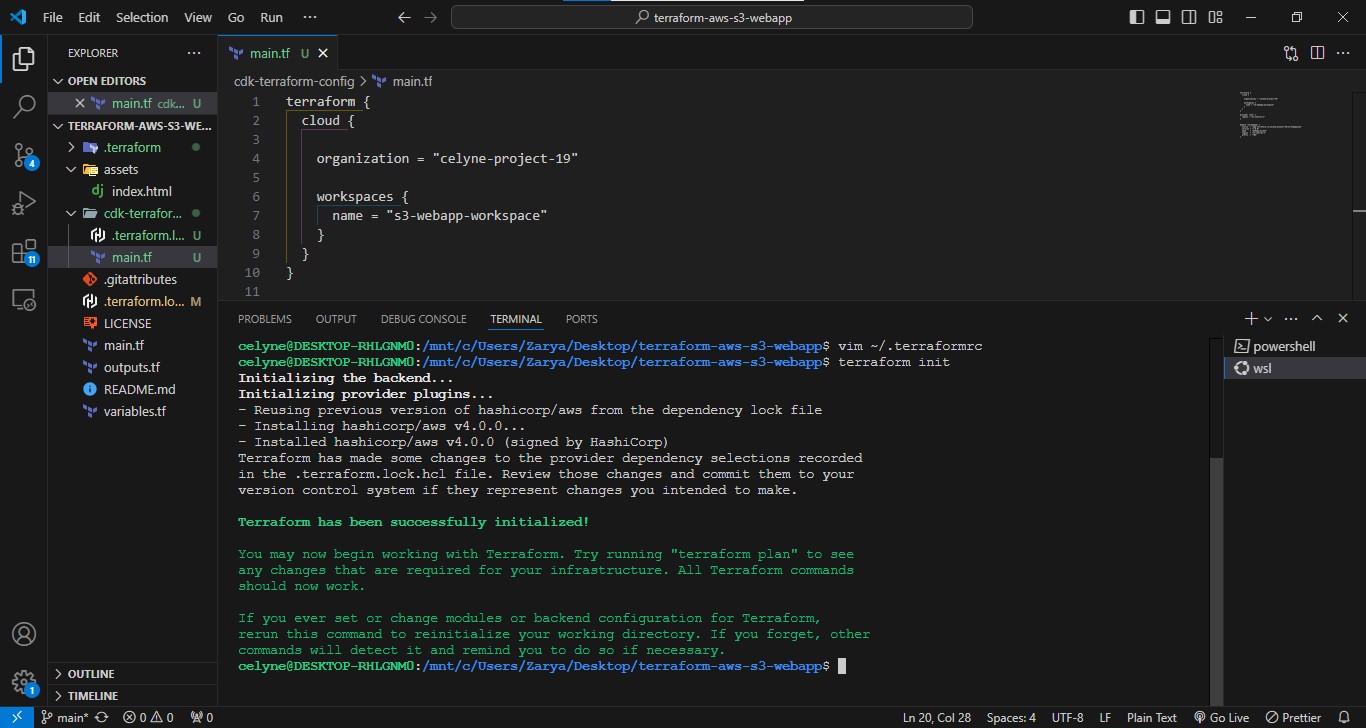 File Edit Selection View Go Run ···
terraform-aws-s3-webapp
EXPLORER ···
OPEN EDITORS
main.tf cdk... U
TERRAFORM-AWS-S3-WE...
.terraform
assets
dj index.html
cdk-terrafor...
.terraform.l... U
main.tf U
.gitattributes
.terraform.lo... M
LICENSE
main.tf
outputs.tf
README.md
variables.tf
OUTLINE
TIMELINE
4
11
1
main.tf U
cdk-terraform-config > main.tf
1 terraform {
2 cloud {
3
4 organization = "celyne-project-19"
5
6 workspaces {
7 name = "s3-webapp-workspace"
8 }
9 }
10 }
11
PROBLEMS OUTPUT DEBUG CONSOLE TERMINAL PORTS
celyne@DESKTOP-RHLGNM0:/mnt/c/Users/Zarya/Desktop/terraform-aws-s3-webapp$ vim ~/.terraformrc
celyne@DESKTOP-RHLGNM0:/mnt/c/Users/Zarya/Desktop/terraform-aws-s3-webapp$ terraform init
Initializing the backend...
Initializing provider plugins...
- Reusing previous version of hashicorp/aws from the dependency lock file
- Installing hashicorp/aws v4.0.0...
- Installed hashicorp/aws v4.0.0 (signed by HashiCorp)
Terraform has made some changes to the provider dependency selections recorded
in the .terraform.lock.hcl file. Review those changes and commit them to your
version control system if they represent changes you intended to make.
Terraform has been successfully initialized!
You may now begin working with Terraform. Try running "terraform plan" to see
any changes that are required for your infrastructure. All Terraform commands
should now work.
If you ever set or change modules or backend configuration for Terraform,
rerun this command to reinitialize your working directory. If you forget, other
commands will detect it and remind you to do so if necessary.
celyne@DESKTOP-RHLGNM0:/mnt/c/Users/Zarya/Desktop/terraform-aws-s3-webapp$
powershell
wsl
main* 0 0 0 Ln 20, Col 28 Spaces: 4 UTF-8 LF Plain Text Go Live Prettier